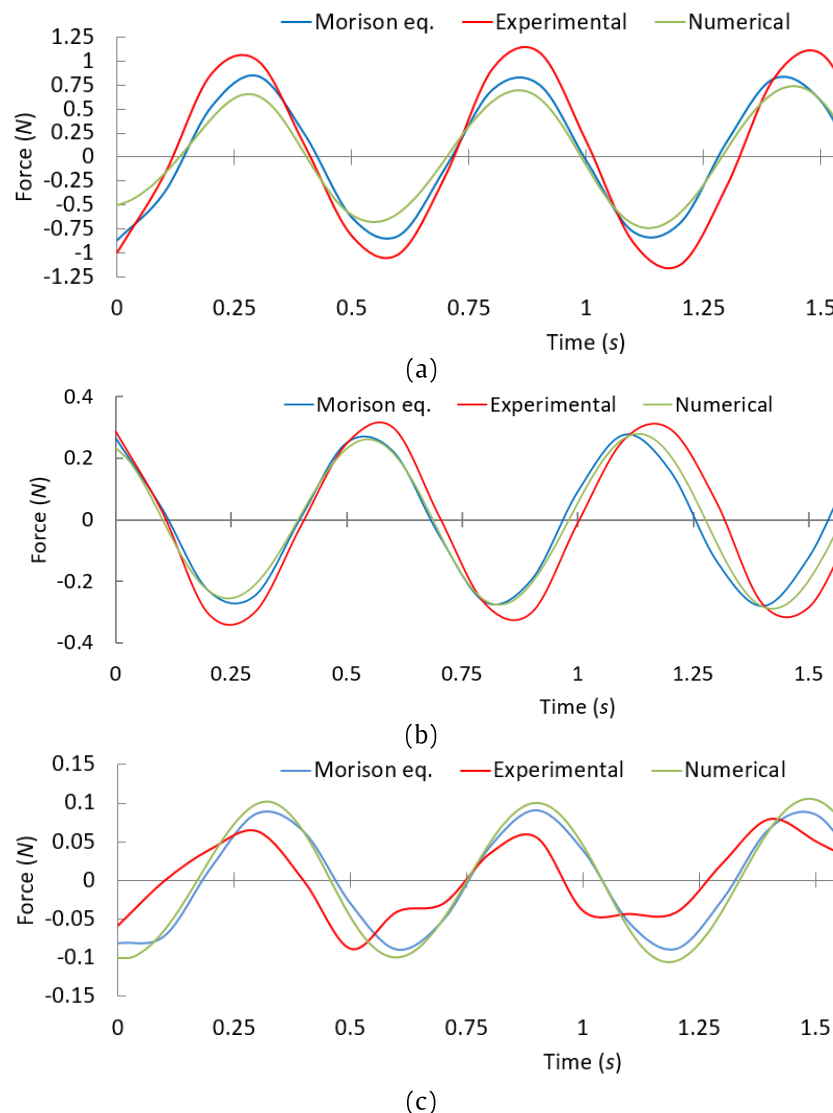 Morison eq. Experimental Numerical
1.25
1
0.75
0.5
0.25
0
-0.25
-0.5
-0.75
-1
-1.25
Force (N)
0 0.25 0.5 0.75 1 1.25 1.5
Time (s)
(a)
Morison eq. Experimental Numerical
0.4
0.2
0
-0.2
-0.4
Force (N)
0 0.25 0.5 0.75 1 1.25 1.5
Time (s)
(b)
Morison eq. Experimental Numerical
0.15
0.1
0.05
0
-0.05
-0.1
-0.15
Force (N)
0 0.25 0.5 0.75 1 1.25 1.5
Time (s)
(c)